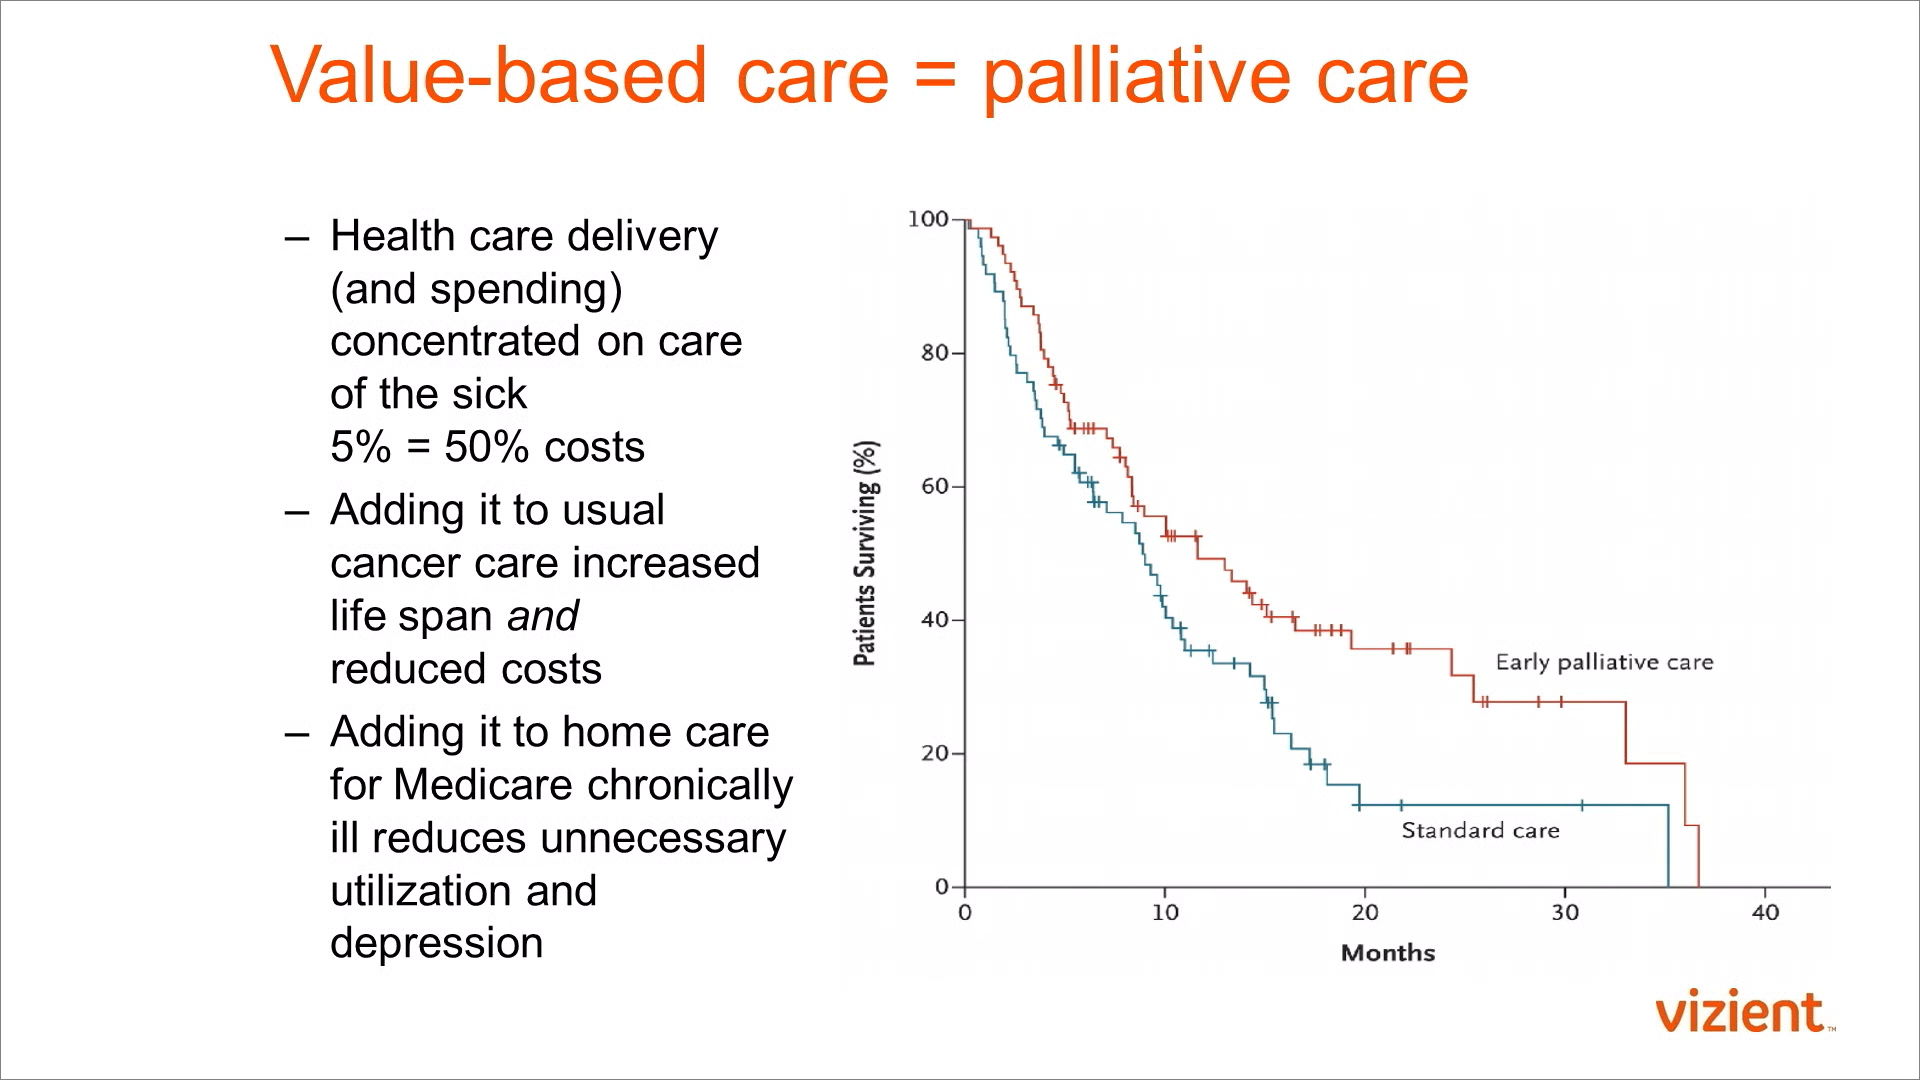 Value-based care = palliative care
– Health care delivery
(and spending)
concentrated on care
of the sick
5% = 50% costs
– Adding it to usual
cancer care increased
life span and
reduced costs
– Adding it to home care
for Medicare chronically
ill reduces unnecessary
utilization and
depression
Patients Surviving (%)
100
80
60
40
20
0
0 10 20 30 40
Months
Early palliative care
Standard care
vizient™